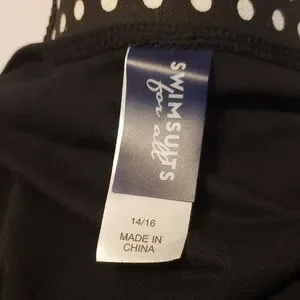 SWIMSUITS
for all
14/16
MADE IN
CHINA